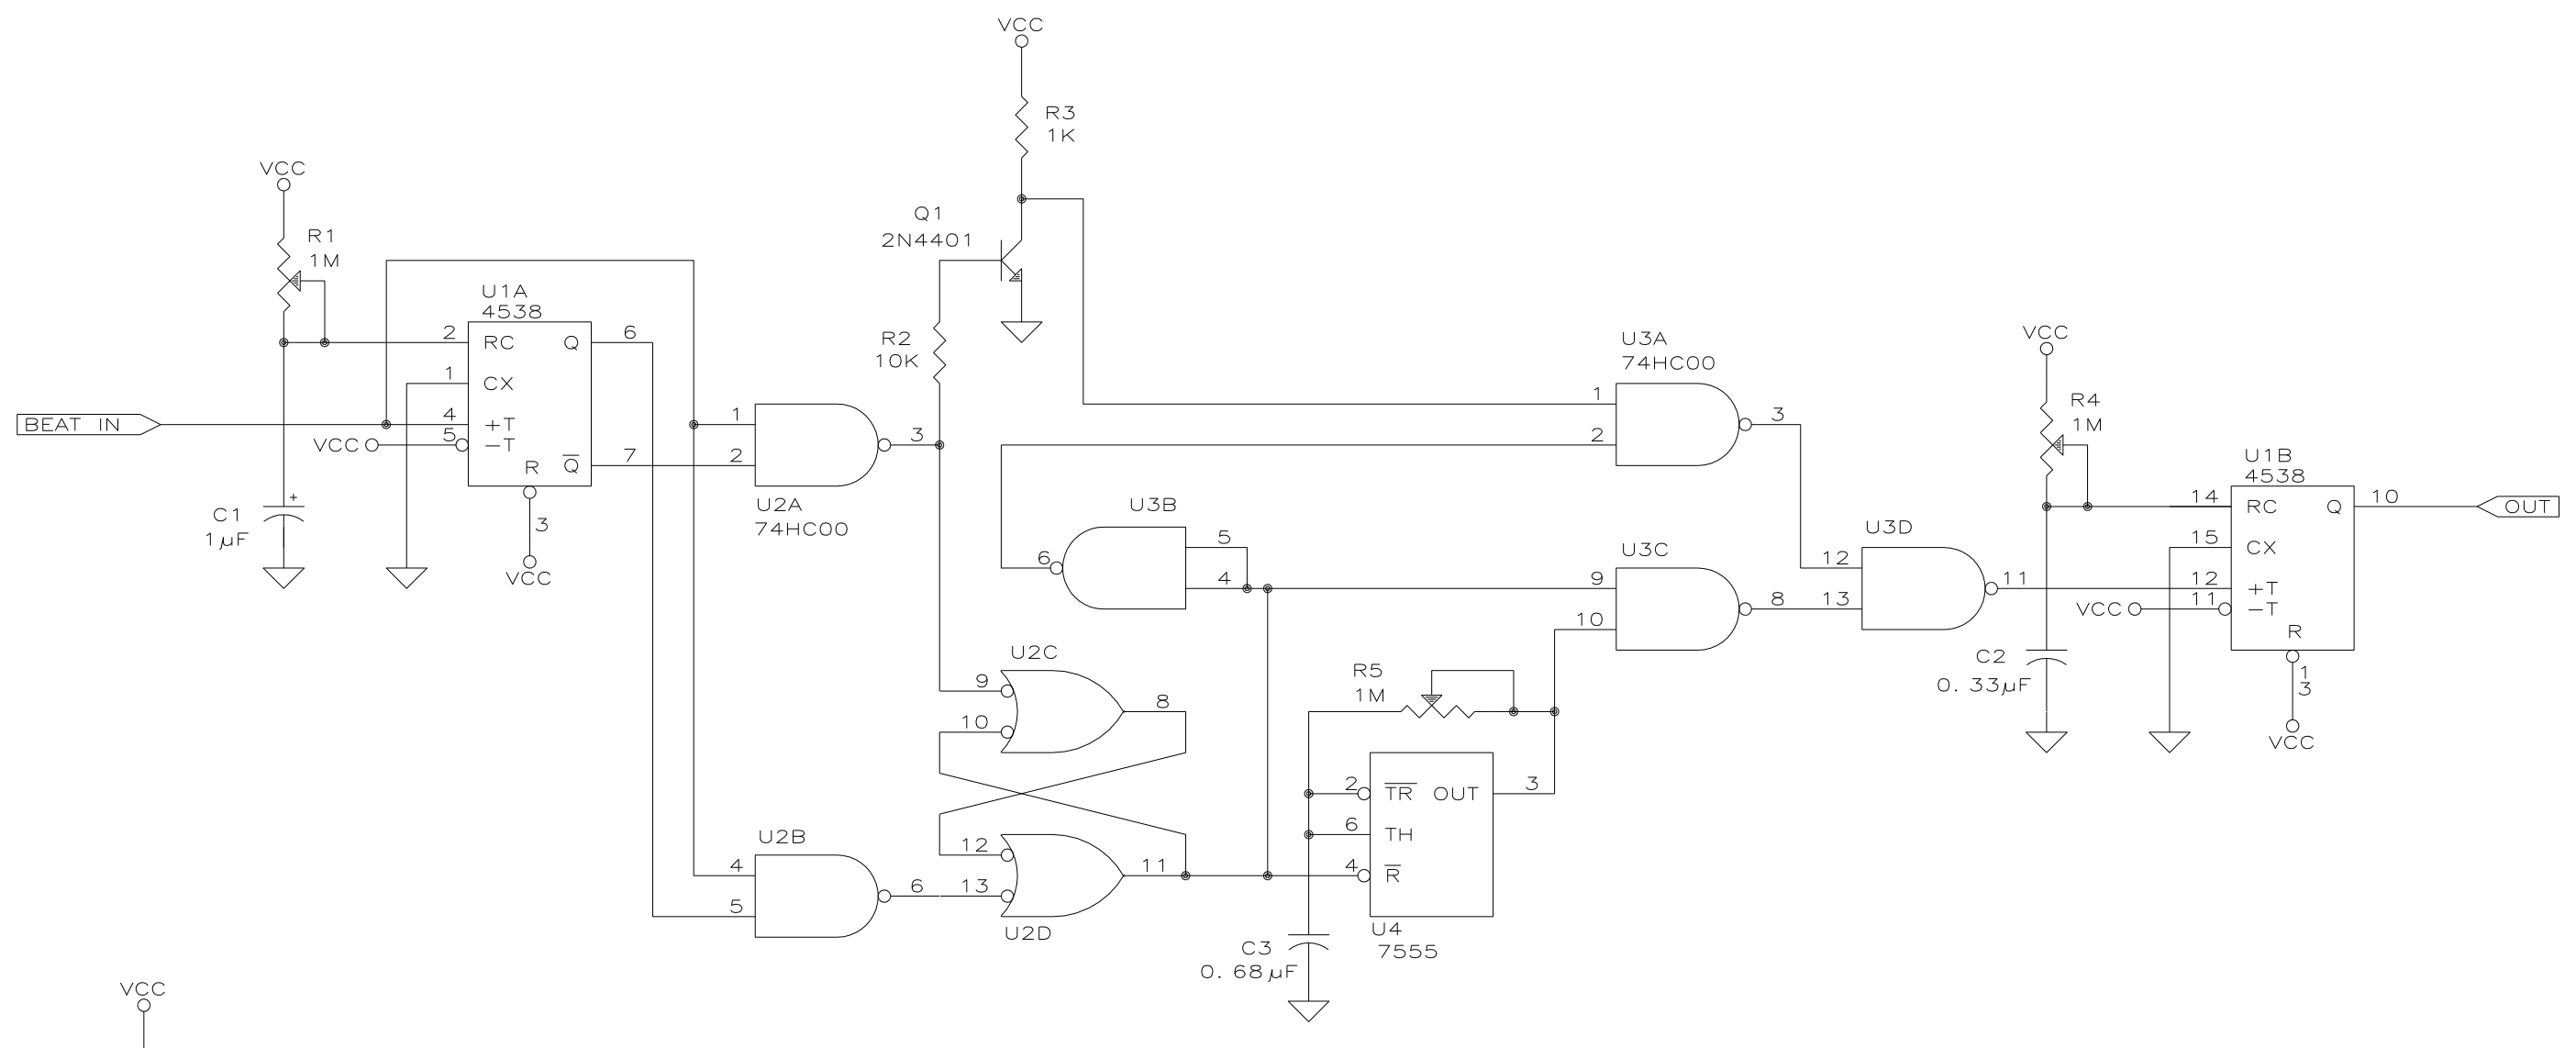 VCC
R3
1K
VCC
R1
1M
Q1
2N4401
U1A
4538
2 RC Q 6
1 CX
BEAT IN
4 +T
VCC 5 -T
R Q 7
3
VCC
C1
+
1µF
1
2
3
U2A
74HC00
R2
10K
U3A
74HC00
1
2
3
U3B
5
4
6
U3C
9
10
8
U3D
12
13
11
VCC
R4
1M
U1B
4538
14 RC Q 10
OUT
15 CX
12 +T
VCC 11 -T
R
1
3
VCC
C2
0. 33µF
U2C
9
10
8
R5
1M
2 TR OUT 3
6 TH
4 R
U4
7555
U2B
4
5
6
12
13
11
U2D
C3
0. 68µF
VCC